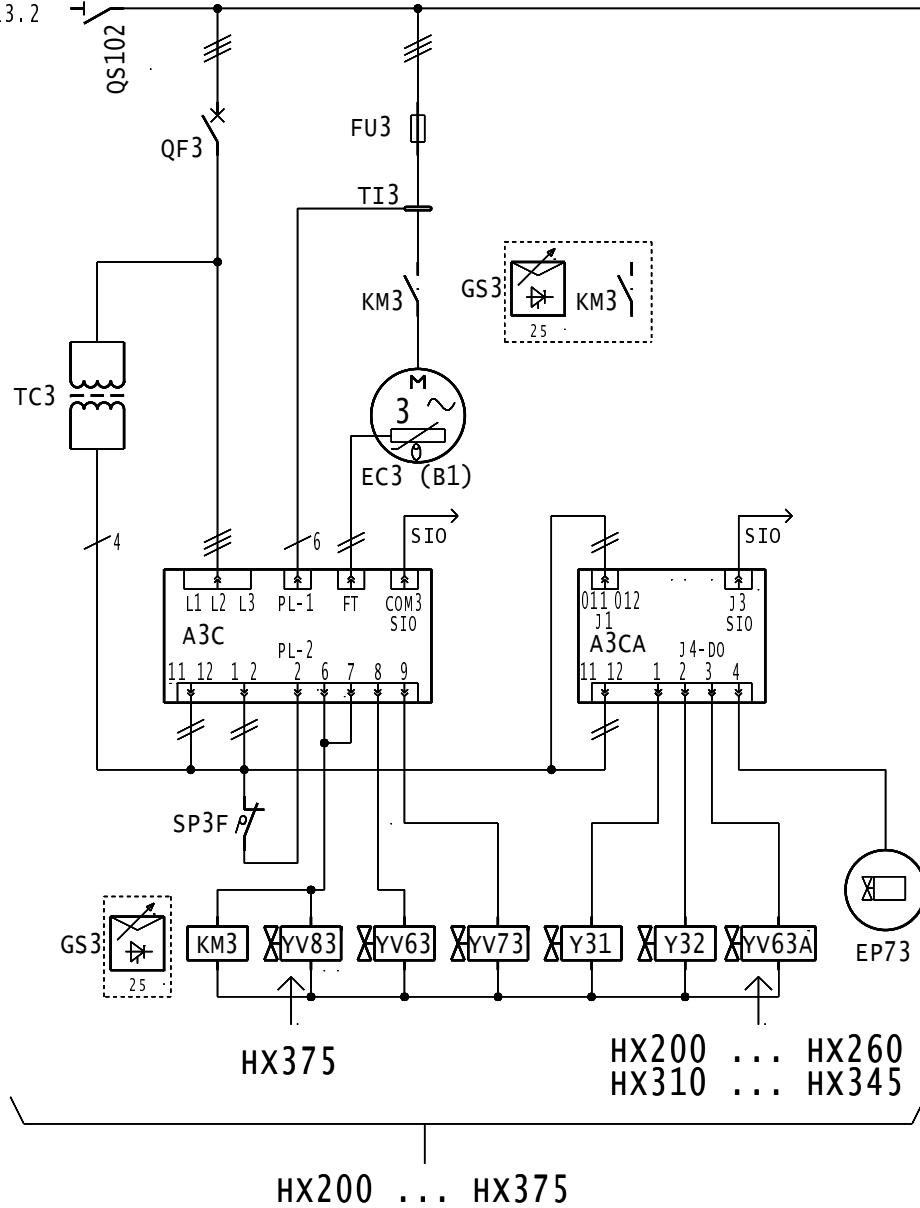 13.2
QS102
QF3
FU3
TI3
KM3
GS3
25
KM3
TC3
M
3
EC3 (B1)
4
6
SIO
SIO
L1 L2 L3
PL-1
FT
COM3
SIO
011 012
J1
J3
SIO
A3C
A3CA
PL-2
J4-DO
11 12 1 2 2 6 7 8 9
11 12 1 2 3 4
SP3F
GS3
25
KM3
YV83
YV63
YV73
Y31
Y32
YV63A
EP73
HX375
HX200 ... HX260
HX310 ... HX345
HX200 ... HX375